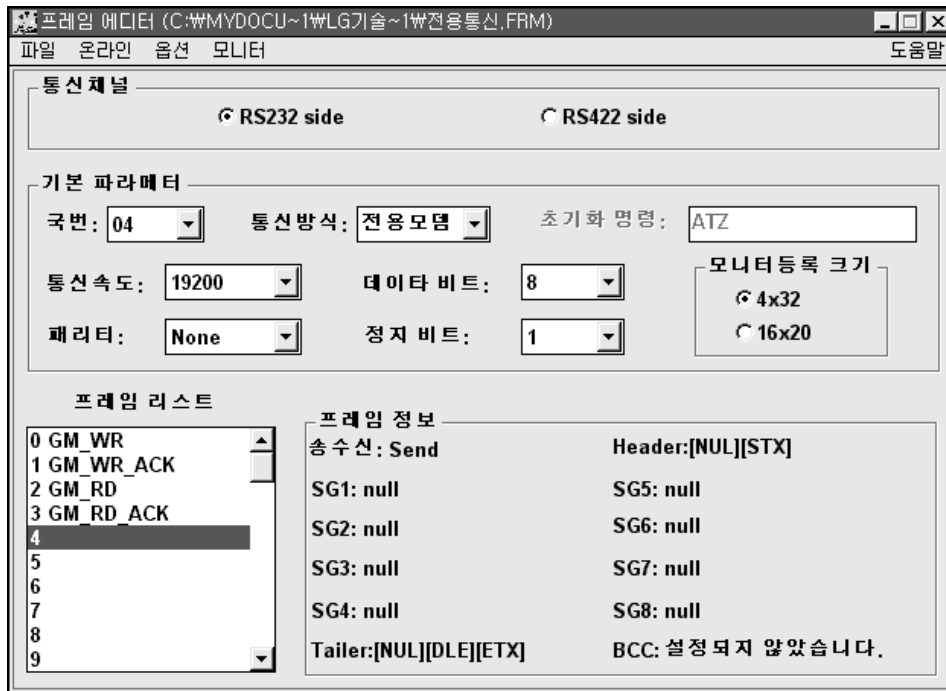 프레임 에디터 (C:₩MYDOCU~1₩LG기술~1₩전용통신.FRM)
파일 온라인 옵션 모니터 도움말
통신채널
RS232 side RS422 side
기본 파라메터
국번: 04 통신방식: 전용모뎀 초기화 명령: ATZ
통신속도: 19200 데이타 비트: 8 모니터등록 크기
4x32
패리티: None 정지 비트: 1 16x20
프레임 리스트
0 GM_WR
1 GM_WR_ACK
2 GM_RD
3 GM_RD_ACK
4
5
6
7
8
9
프레임 정보
송수신: Send Header:[NUL][STX]
SG1: null SG5: null
SG2: null SG6: null
SG3: null SG7: null
SG4: null SG8: null
Tailer:[NUL][DLE][ETX] BCC: 설정되지 않았습니다.